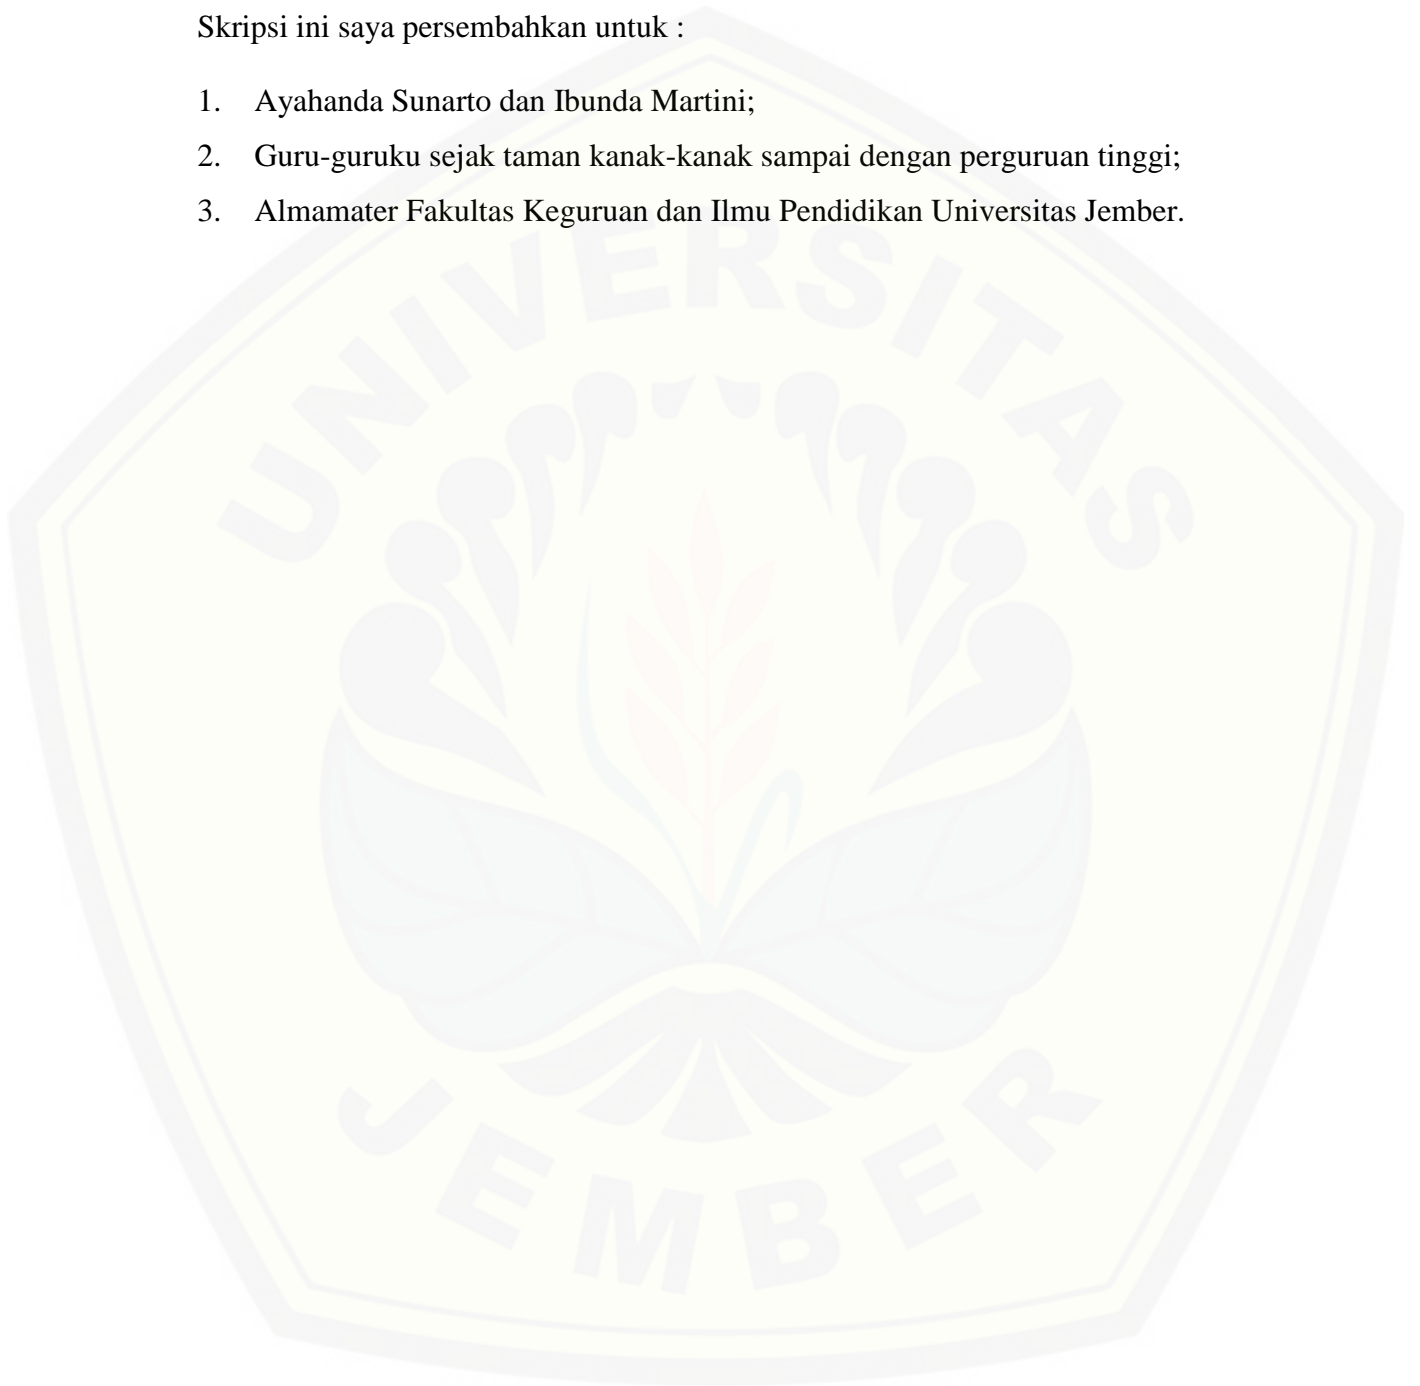 Skripsi ini saya persembahkan untuk :
1. Ayahanda Sunarto dan Ibunda Martini;
2. Guru-guruku sejak taman kanak-kanak sampai dengan perguruan tinggi;
3. Almamater Fakultas Keguruan dan Ilmu Pendidikan Universitas Jember.
UNIVERSITAS
JEMBER